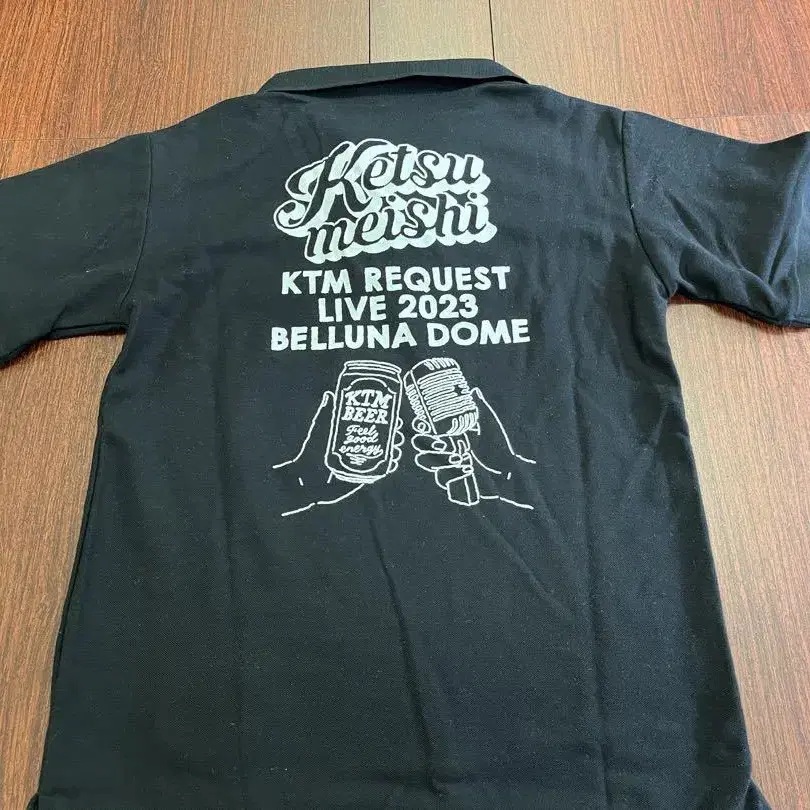 Ketsu
meishi
KTM REQUEST
LIVE 2023
BELLUNA DOME
KTM
BEER
Feel
good
energy